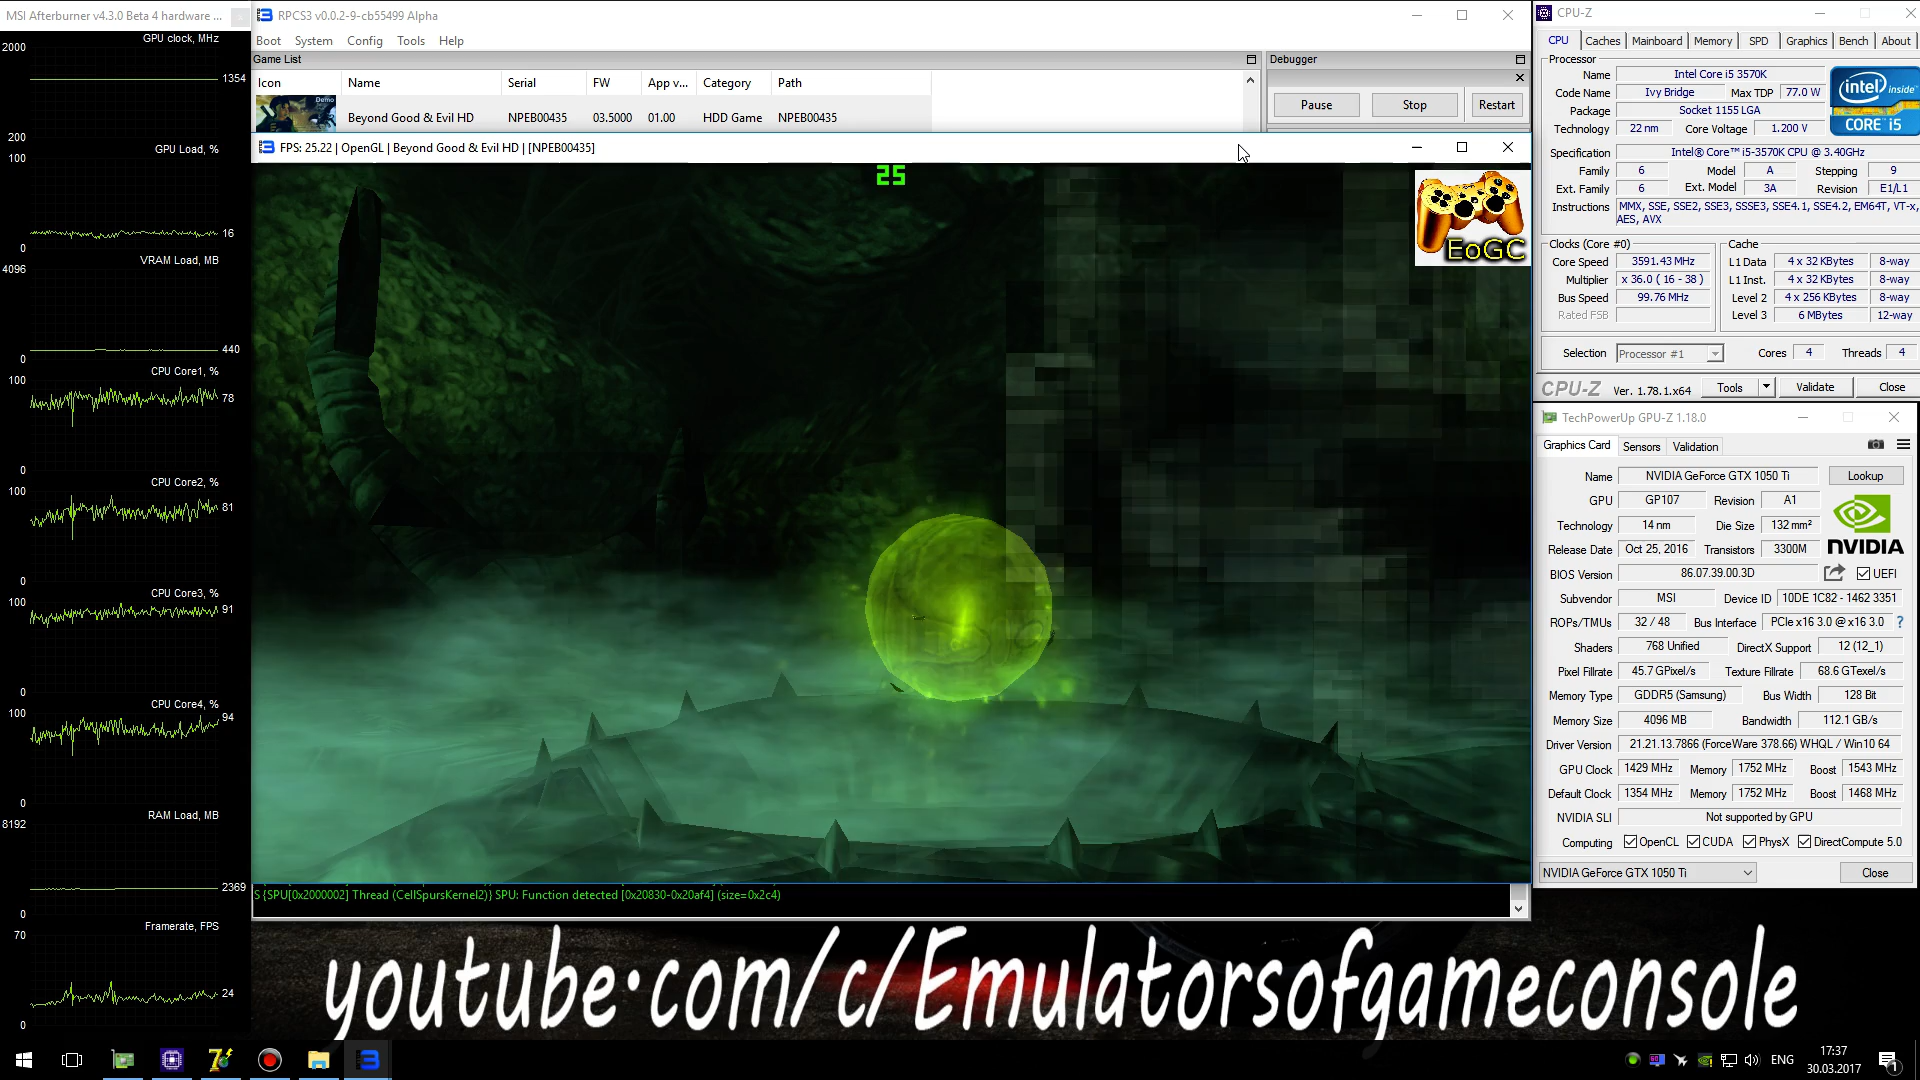 MSI Afterburner v4.3.0 Beta 4 hardware ...
GPU clock, MHz
2000
1354
200
GPU Load, %
100
16
0
VRAM Load, MB
4096
440
0
CPU Core1, %
100
78
0
CPU Core2, %
100
81
0
CPU Core3, %
100
91
0
CPU Core4, %
100
94
0
RAM Load, MB
8192
2369
0
Framerate, FPS
70
24
0
RPCS3 v0.0.2-9-cb55499 Alpha
Boot System Config Tools Help
Game List
Icon Name Serial FW App v... Category Path
Demo
Beyond Good & Evil HD NPEB00435 03.5000 01.00 HDD Game NPEB00435
Debugger
Pause Stop Restart
FPS: 25.22 | OpenGL | Beyond Good & Evil HD | [NPEB00435]
25
EoGC
S {SPU[0x2000002] Thread (CellSpursKernel2)} SPU: Function detected [0x20830-0x20af4] (size=0x2c4)
CPU-Z
CPU Caches Mainboard Memory SPD Graphics Bench About
Processor
Name Intel Core i5 3570K
Code Name Ivy Bridge Max TDP 77.0 W
Package Socket 1155 LGA
Technology 22 nm Core Voltage 1.200 V
intel inside
CORE i5
Specification Intel® Core™ i5-3570K CPU @ 3.40GHz
Family 6 Model A Stepping 9
Ext. Family 6 Ext. Model 3A Revision E1/L1
Instructions MMX, SSE, SSE2, SSE3, SSSE3, SSE4.1, SSE4.2, EM64T, VT-x,
AES, AVX
Clocks (Core #0)
Core Speed 3591.43 MHz
Multiplier x 36.0 ( 16 - 38 )
Bus Speed 99.76 MHz
Rated FSB
Cache
L1 Data 4 x 32 KBytes 8-way
L1 Inst. 4 x 32 KBytes 8-way
Level 2 4 x 256 KBytes 8-way
Level 3 6 MBytes 12-way
Selection Processor #1 Cores 4 Threads 4
CPU-Z Ver. 1.78.1.x64 Tools Validate Close
TechPowerUp GPU-Z 1.18.0
Graphics Card Sensors Validation
Name NVIDIA GeForce GTX 1050 Ti Lookup
GPU GP107 Revision A1
Technology 14 nm Die Size 132 mm²
Release Date Oct 25, 2016 Transistors 3300M
NVIDIA
BIOS Version 86.07.39.00.3D UEFI
Subvendor MSI Device ID 10DE 1C82 - 1462 3351
ROPs/TMUs 32 / 48 Bus Interface PCIe x16 3.0 @ x16 3.0 ?
Shaders 768 Unified DirectX Support 12 (12_1)
Pixel Fillrate 45.7 GPixel/s Texture Fillrate 68.6 GTexel/s
Memory Type GDDR5 (Samsung) Bus Width 128 Bit
Memory Size 4096 MB Bandwidth 112.1 GB/s
Driver Version 21.21.13.7866 (ForceWare 378.66) WHQL / Win10 64
GPU Clock 1429 MHz Memory 1752 MHz Boost 1543 MHz
Default Clock 1354 MHz Memory 1752 MHz Boost 1468 MHz
NVIDIA SLI Not supported by GPU
Computing OpenCL CUDA PhysX DirectCompute 5.0
NVIDIA GeForce GTX 1050 Ti Close
youtube.com/c/Emulatorsofgameconsole
ENG
17:37
30.03.2017
1